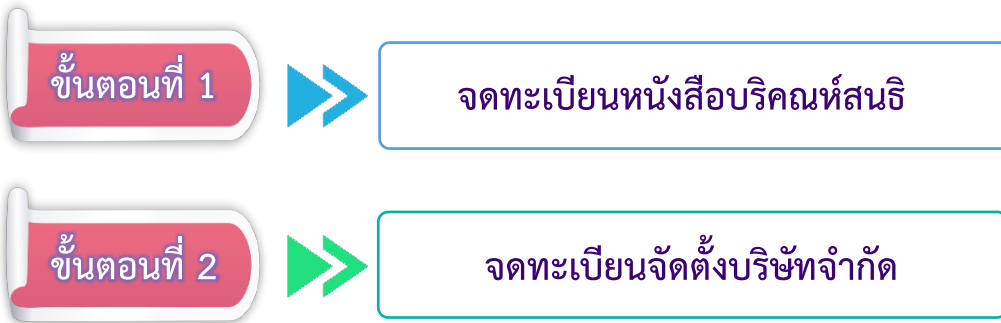 ขั้นตอนที่ 1
จดทะเบียนหนังสือบริคณห์สนธิ
ขั้นตอนที่ 2
จดทะเบียนจัดตั้งบริษัทจำกัด